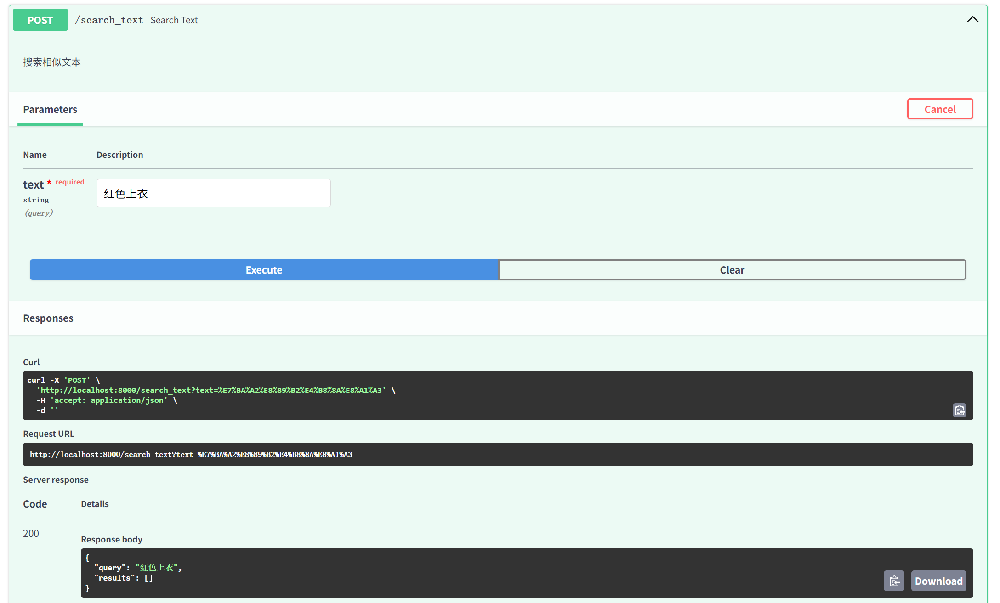 POST /search_text Search Text
搜索相似文本
Parameters
Cancel
Name Description
text * required
string
(query)
红色上衣
Execute
Clear
Responses
Curl
curl -X 'POST' \
  'http://localhost:8000/search_text?text=%E7%BA%A2%E8%89%B2%E4%B8%8A%E8%A1%A3' \
  -H 'accept: application/json' \
  -d ''
Request URL
http://localhost:8000/search_text?text=%E7%BA%A2%E8%89%B2%E4%B8%8A%E8%A1%A3
Server response
Code Details
200
Response body
{
  "query": "红色上衣",
  "results": []
}
Download